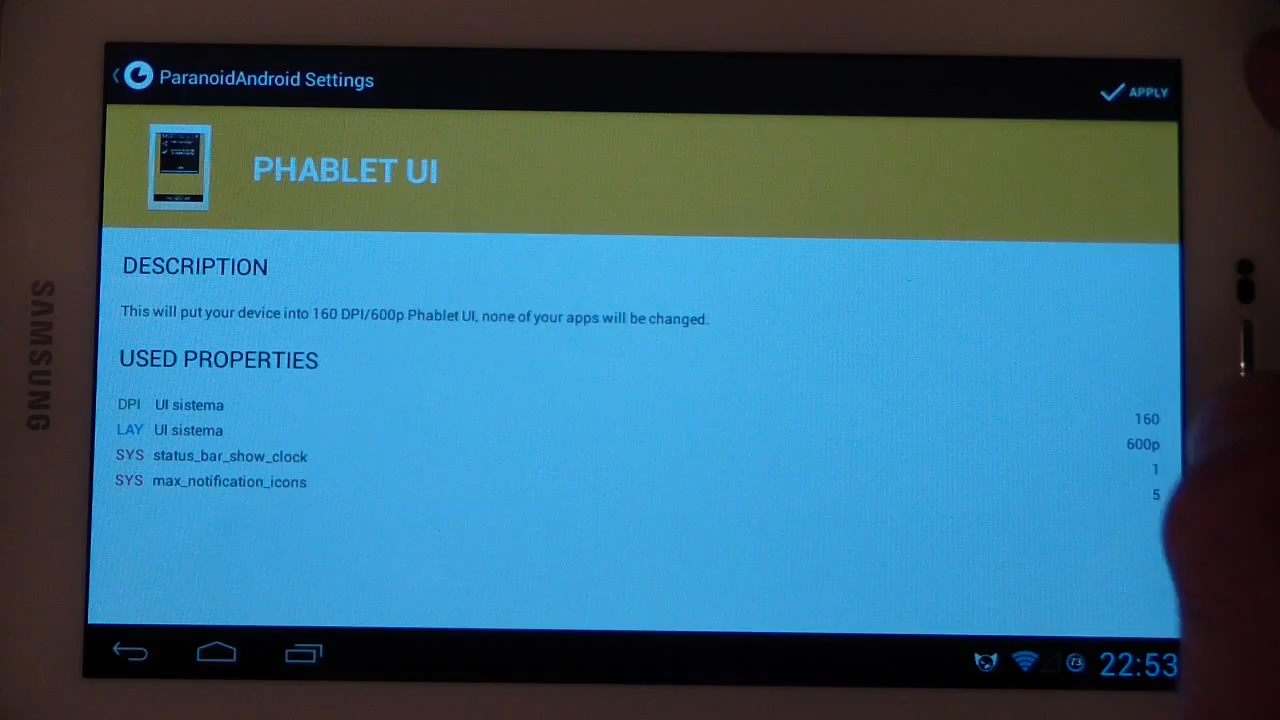 ParanoidAndroid Settings
APPLY
PHABLET UI
DESCRIPTION
This will put your device into 160 DPI/600p Phablet UI, none of your apps will be changed.
USED PROPERTIES
DPI UI sistema 160
LAY UI sistema 600p
SYS status_bar_show_clock 1
SYS max_notification_icons 5
SAMSUNG
73
22:53